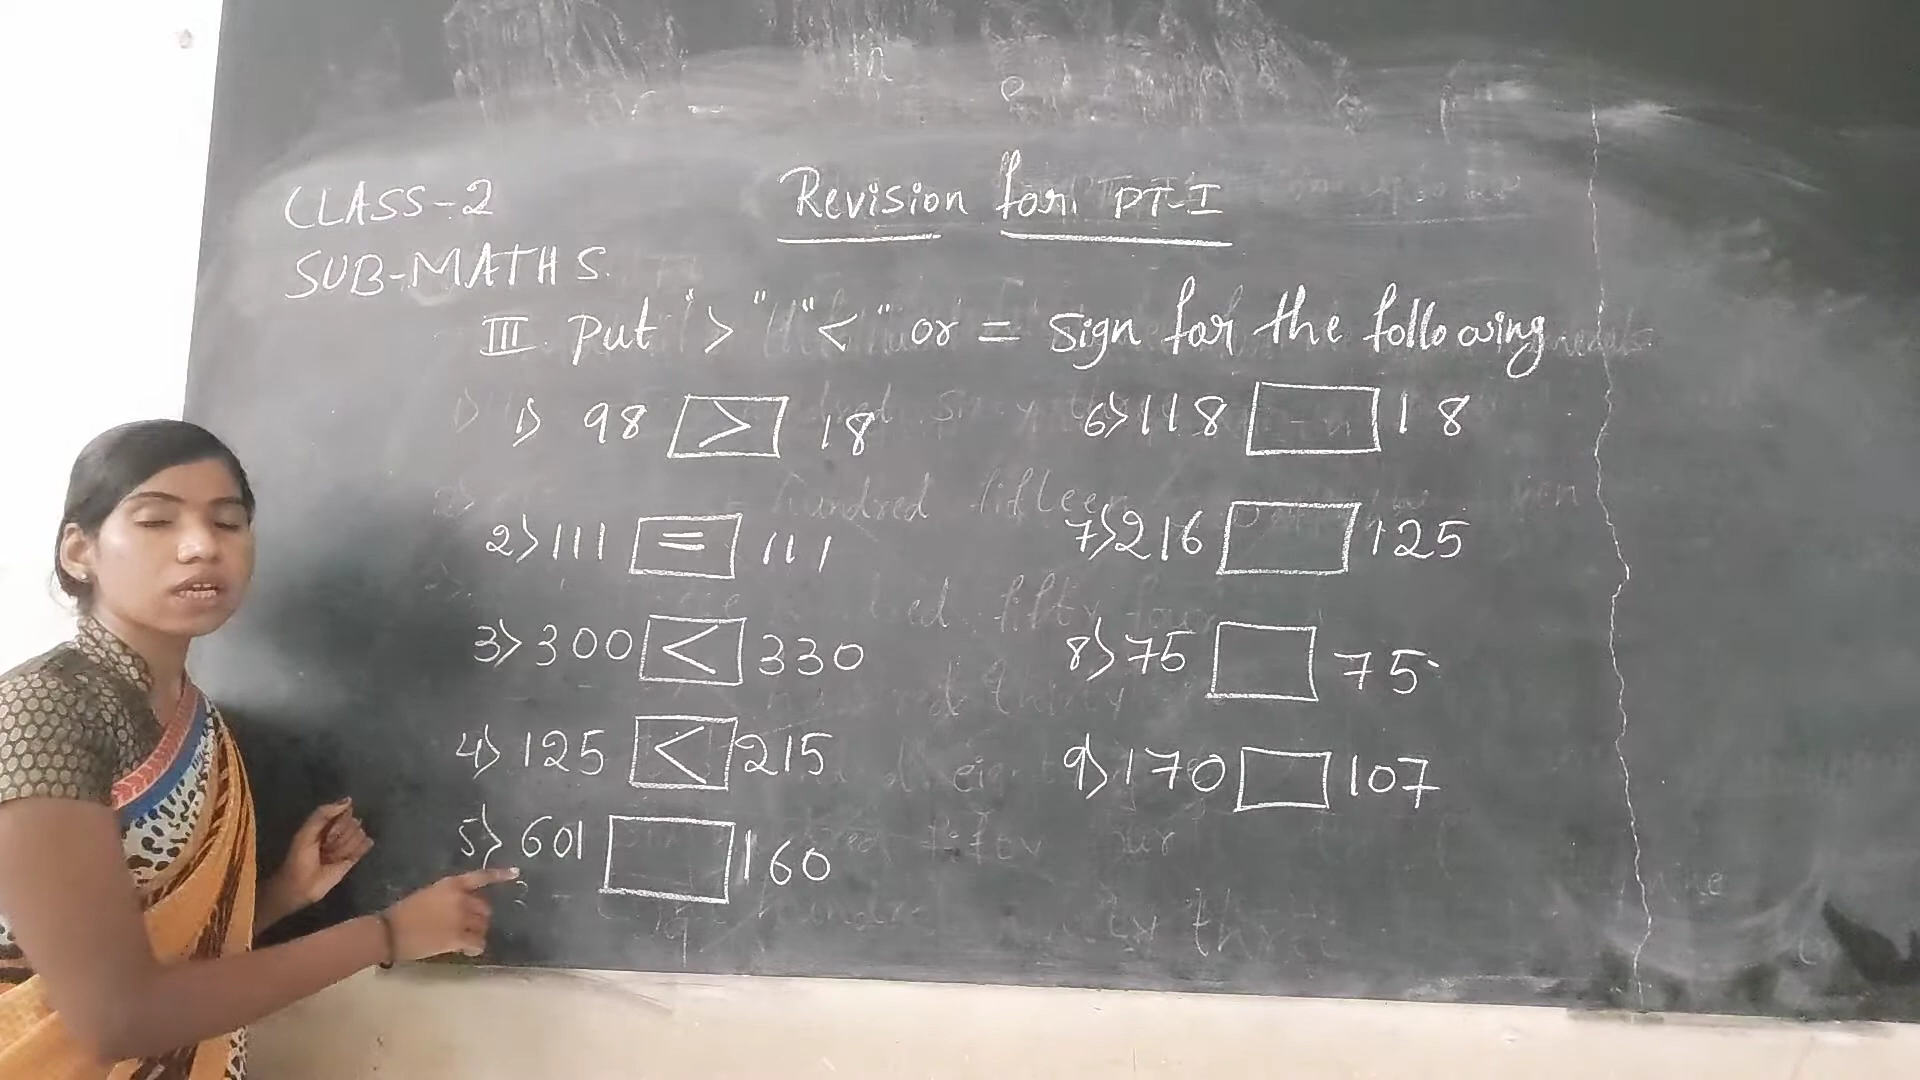 CLASS-2
Revision for PT-I
SUB-MATHS.
III. Put ">" "<" or = sign for the following
1) 98 > 18
2) 111 = 111
3) 300 < 330
4) 125 < 215
5) 601 160
6) 118 18
7) 216 125
8) 75 75
9) 170 107